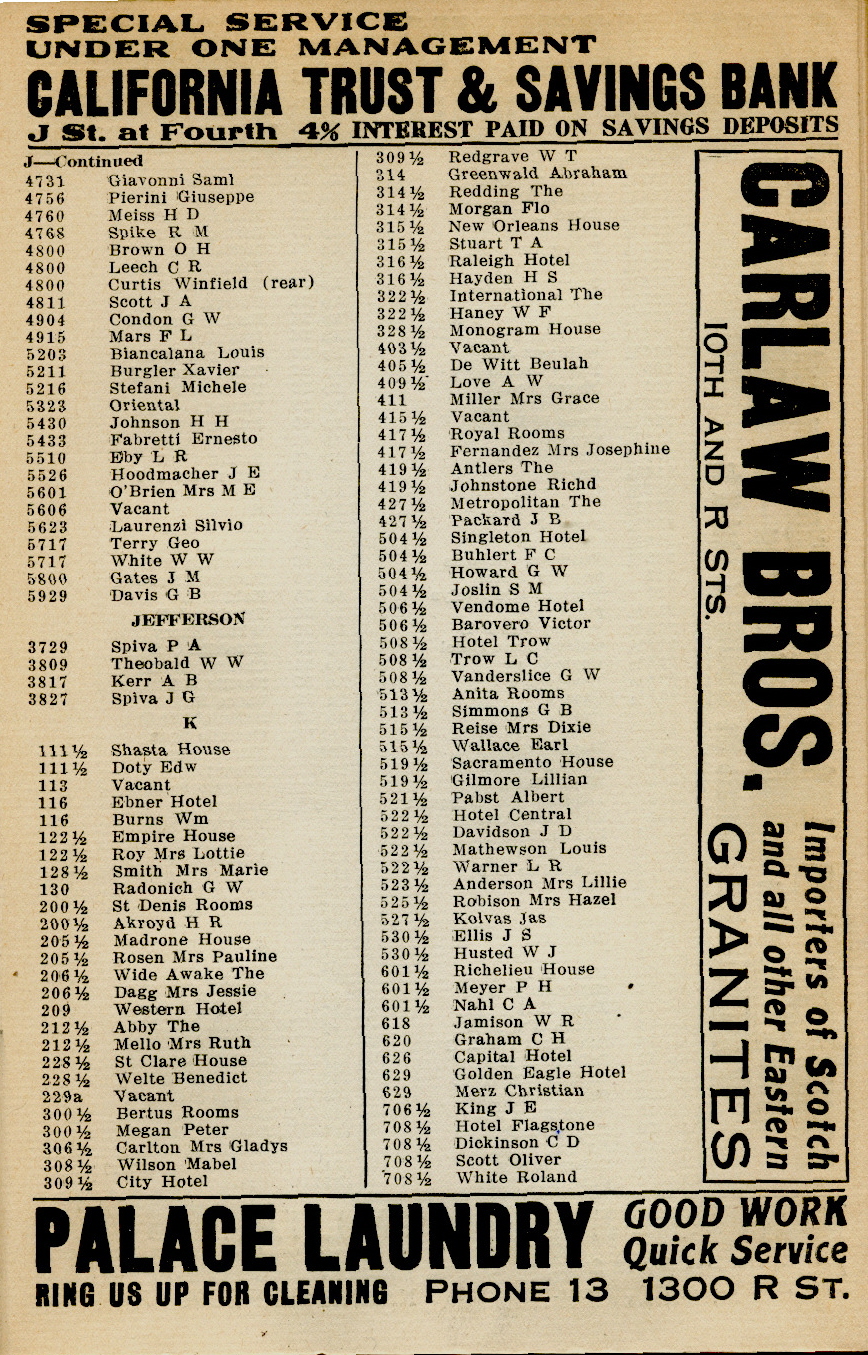 SPECIAL SERVICE
UNDER ONE MANAGEMENT
CALIFORNIA TRUST & SAVINGS BANK
J St. at Fourth 4% INTEREST PAID ON SAVINGS DEPOSITS
J—Continued
4731 Giavonni Saml
4756 Pierini Giuseppe
4760 Meiss H D
4768 Spike R M
4800 Brown O H
4800 Leech C R
4800 Curtis Winfield (rear)
4811 Scott J A
4904 Condon G W
4915 Mars F L
5203 Biancalana Louis
5211 Burgler Xavier
5216 Stefani Michele
5323 Oriental
5430 Johnson H H
5433 Fabretti Ernesto
5510 Eby L R
5526 Hoodmacher J E
5601 O'Brien Mrs M E
5606 Vacant
5623 Laurenzi Silvio
5717 Terry Geo
5717 White W W
5800 Gates J M
5929 Davis G B
JEFFERSON
3729 Spiva P A
3809 Theobald W W
3817 Kerr A B
3827 Spiva J G
K
111½ Shasta House
111½ Doty Edw
113 Vacant
116 Ebner Hotel
116 Burns Wm
122½ Empire House
122½ Roy Mrs Lottie
128½ Smith Mrs Marie
130 Radonich G W
200½ St Denis Rooms
200½ Akroyd H R
205½ Madrone House
205½ Rosen Mrs Pauline
206½ Wide Awake The
206½ Dagg Mrs Jessie
209 Western Hotel
212½ Abby The
212½ Mello Mrs Ruth
228½ St Clare House
228½ Welte Benedict
229a Vacant
300½ Bertus Rooms
300½ Megan Peter
306½ Carlton Mrs Gladys
308½ Wilson Mabel
309½ City Hotel
309½ Redgrave W T
314 Greenwald Abraham
314½ Redding The
314½ Morgan Flo
315½ New Orleans House
315½ Stuart T A
316½ Raleigh Hotel
316½ Hayden H S
322½ International The
322½ Haney W F
328½ Monogram House
403½ Vacant
405½ De Witt Beulah
409½ Love A W
411 Miller Mrs Grace
415½ Vacant
417½ Royal Rooms
417½ Fernandez Mrs Josephine
419½ Antlers The
419½ Johnstone Richd
427½ Metropolitan The
427½ Packard J B
504½ Singleton Hotel
504½ Buhlert F C
504½ Howard G W
504½ Joslin S M
506½ Vendome Hotel
506½ Barovero Victor
508½ Hotel Trow
508½ Trow L C
508½ Vanderslice G W
513½ Anita Rooms
513½ Simmons G B
515½ Reise Mrs Dixie
515½ Wallace Earl
519½ Sacramento House
519½ Gilmore Lillian
521½ Pabst Albert
522½ Hotel Central
522½ Davidson J D
522½ Mathewson Louis
522½ Warner L R
523½ Anderson Mrs Lillie
525½ Robison Mrs Hazel
527½ Kolvas Jas
530½ Ellis J S
530½ Husted W J
601½ Richelieu House
601½ Meyer P H
601½ Nahl C A
618 Jamison W R
620 Graham C H
626 Capital Hotel
629 Golden Eagle Hotel
629 Merz Christian
706½ King J E
708½ Hotel Flagstone
708½ Dickinson C D
708½ Scott Oliver
708½ White Roland
CARLAW BROS.
10TH AND R STS.
Importers of Scotch
and all other Eastern
GRANITES
PALACE LAUNDRY
GOOD WORK
Quick Service
RING US UP FOR CLEANING PHONE 13 1300 R ST.